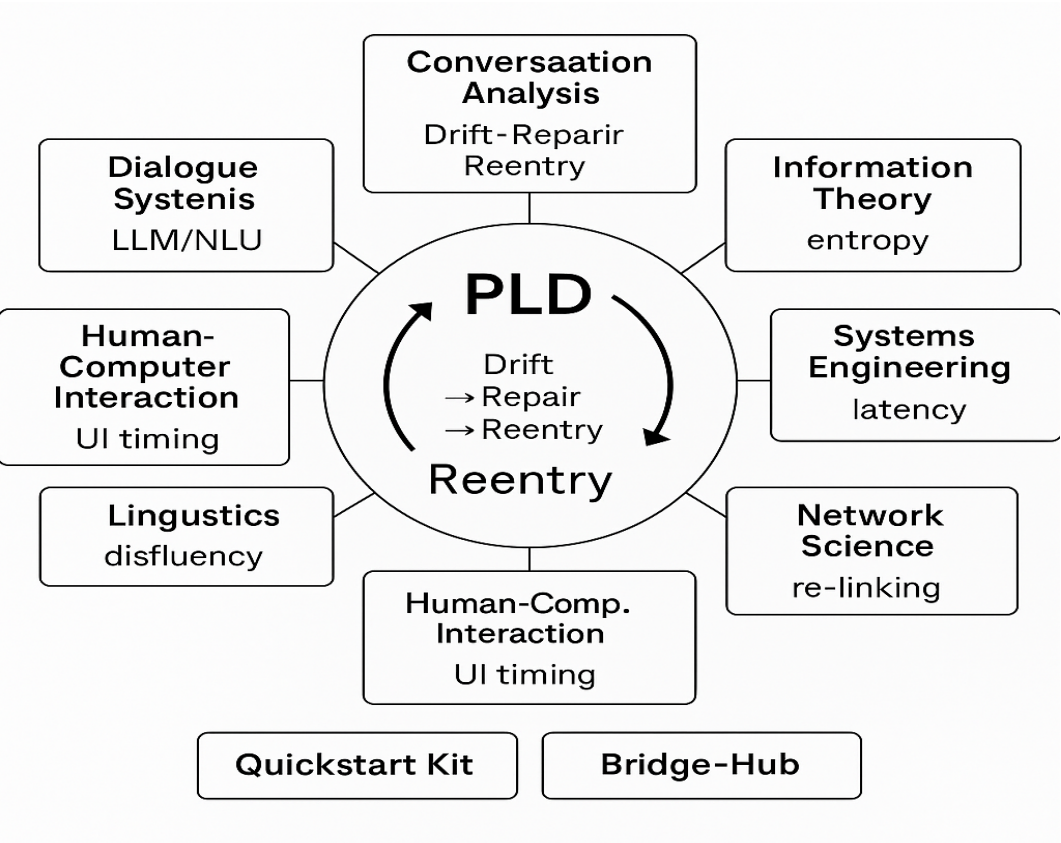 Conversaation
Analysis
Drift-Reparir
Reentry
Dialogue
Systenis
LLM/NLU
Information
Theory
entropy
Human-
Computer
Interaction
UI timing
PLD
Drift
→ Repair
→ Reentry
Reentry
Systems
Engineering
latency
Lingustics
disfluency
Network
Science
re-linking
Human-Comp.
Interaction
UI timing
Quickstart Kit
Bridge-Hub